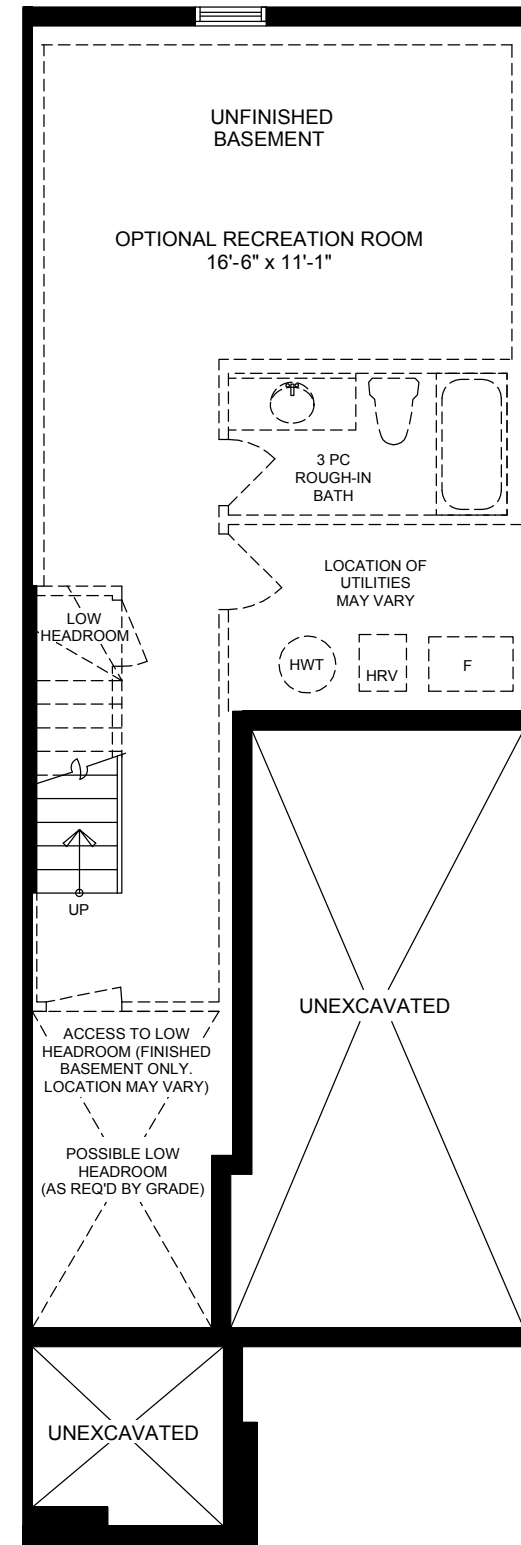 UNFINISHED
BASEMENT
OPTIONAL RECREATION ROOM
16'-6" x 11'-1"
3 PC
ROUGH-IN
BATH
LOCATION OF
UTILITIES
MAY VARY
LOW
HEADROOM
HWT
HRV
F
UP
UNEXCAVATED
ACCESS TO LOW
HEADROOM (FINISHED
BASEMENT ONLY.
LOCATION MAY VARY)
POSSIBLE LOW
HEADROOM
(AS REQ'D BY GRADE)
UNEXCAVATED